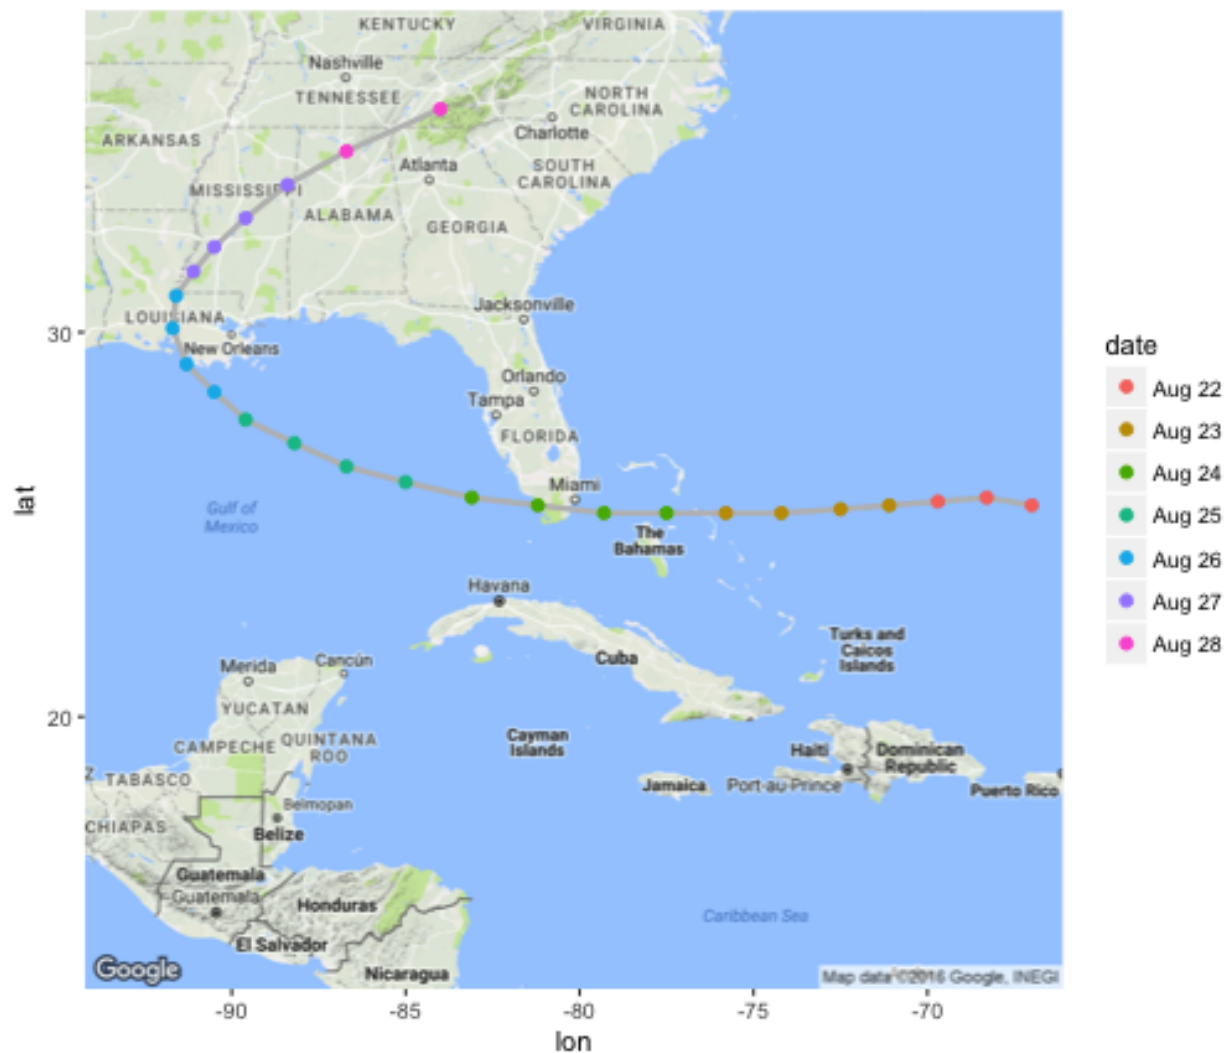 KENTUCKY
VIRGINIA
Nashville
TENNESSEE
NORTH
CAROLINA
ARKANSAS
Charlotte
Atlanta
SOUTH
CAROLINA
MISSISSIPPI
ALABAMA
GEORGIA
Jacksonville
LOUISIANA
30
New Orleans
Orlando
Tampa
FLORIDA
Miami
Gulf of
Mexico
The
Bahamas
Havana
Turks and
Caicos
Islands
Cuba
Merida
Cancún
YUCATAN
20
CAMPECHE
QUINTANA
ROO
Cayman
Islands
Haiti
Dominican
Republic
Z
TABASCO
Jamaica
Port-au-Prince
Puerto Rico
Belmopan
CHIAPAS
Belize
Guatemala
Guatemala
Honduras
Caribbean Sea
El Salvador
Nicaragua
Google
Map data ©2016 Google, INEGI
-90
-85
-80
-75
-70
lon
lat
date
Aug 22
Aug 23
Aug 24
Aug 25
Aug 26
Aug 27
Aug 28